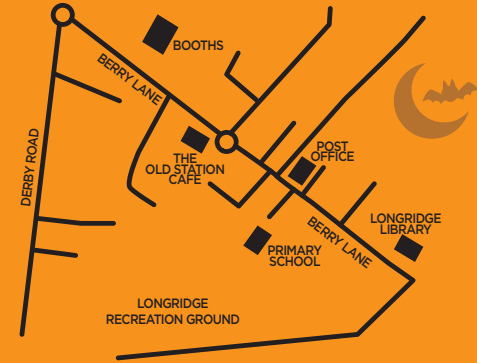 BOOTHS
BERRY LANE
DERBY ROAD
THE
OLD STATION
CAFE
POST
OFFICE
BERRY LANE
LONGRIDGE
LIBRARY
PRIMARY
SCHOOL
LONGRIDGE
RECREATION GROUND